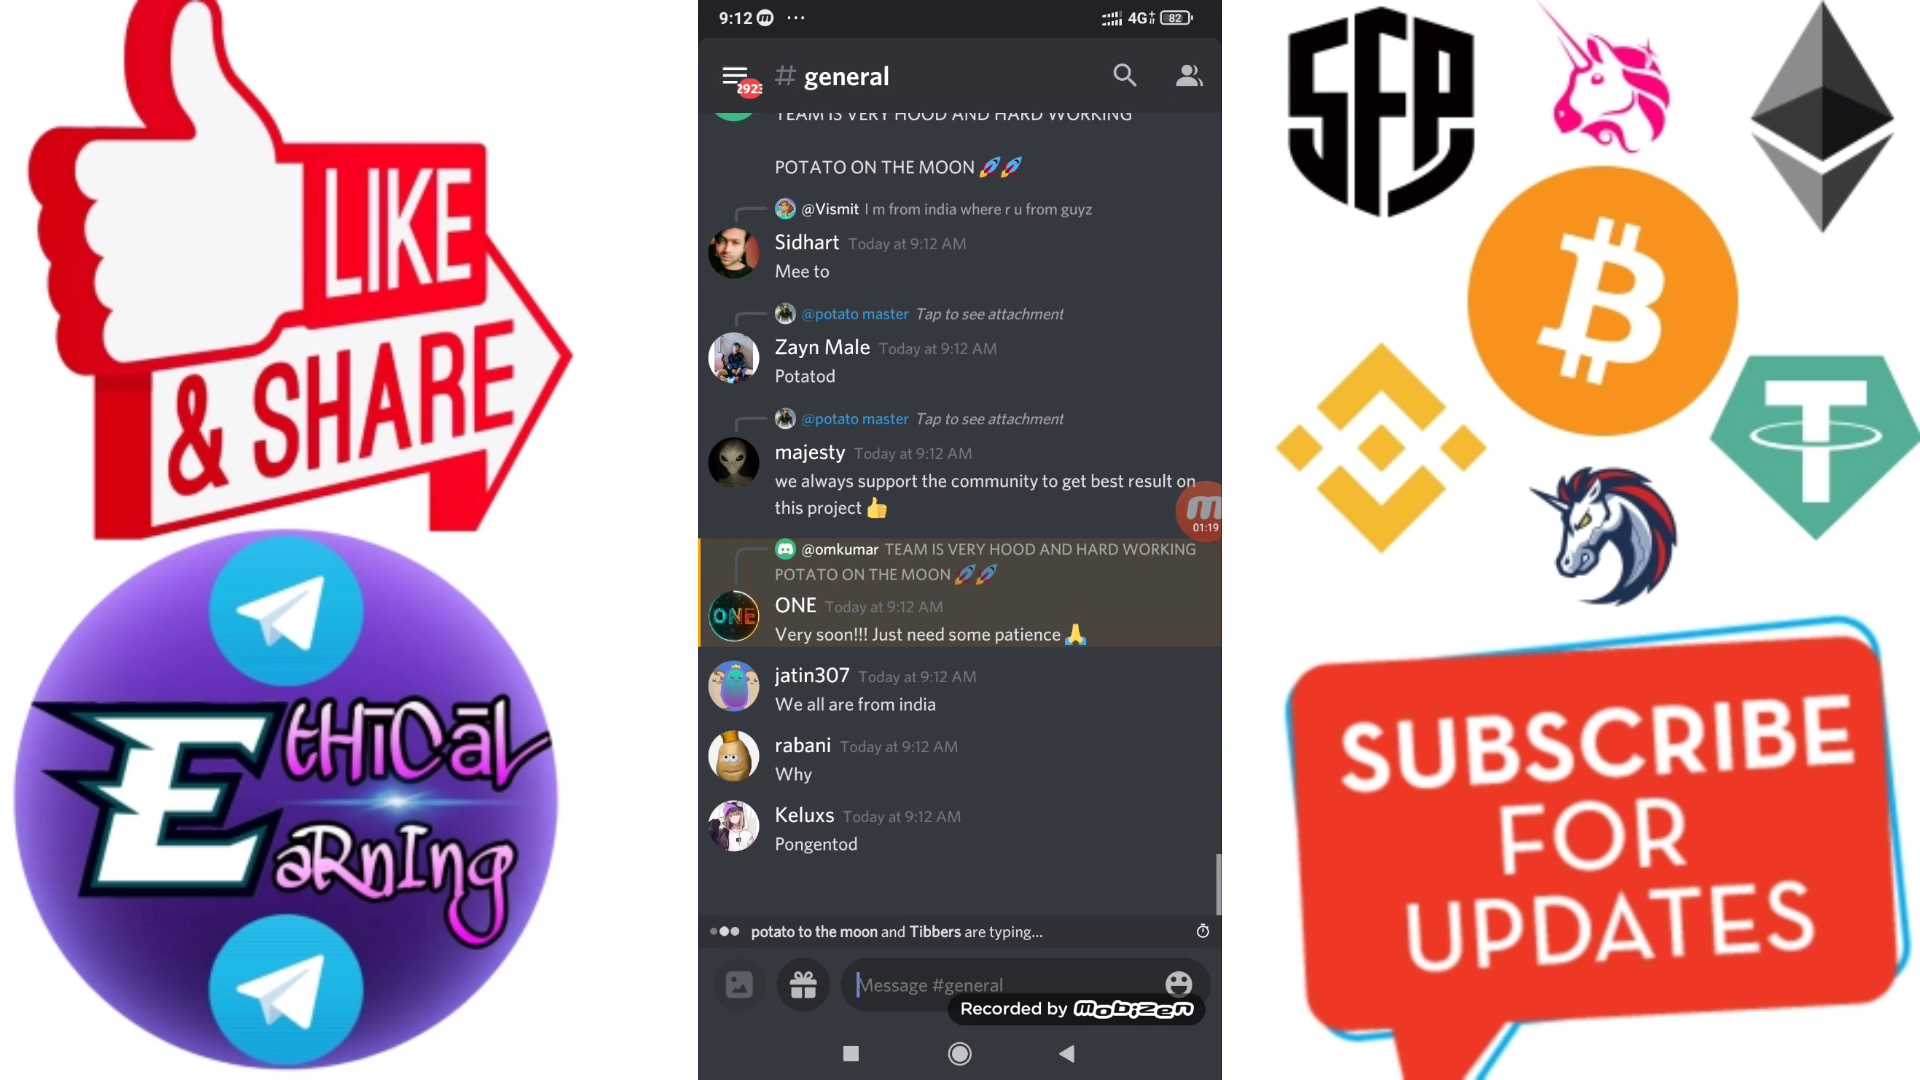 LIKE
& SHARE
EtHiCal
EaRnIng
9:12
4G
82
2923
# general
TEAM IS VERY HOOD AND HARD WORKING
POTATO ON THE MOON 🚀🚀
@Vismit I m from india where r u from guyz
Sidhart Today at 9:12 AM
Mee to
@potato master Tap to see attachment
Zayn Male Today at 9:12 AM
Potatod
@potato master Tap to see attachment
majesty Today at 9:12 AM
we always support the community to get best result on
this project 👍
01:19
@omkumar TEAM IS VERY HOOD AND HARD WORKING
POTATO ON THE MOON 🚀🚀
ONE
ONE Today at 9:12 AM
Very soon!!! Just need some patience 🙏
jatin307 Today at 9:12 AM
We all are from india
rabani Today at 9:12 AM
Why
Keluxs Today at 9:12 AM
Pongentod
potato to the moon and Tibbers are typing...
Message #general
Recorded by mobizen
SFP
SUBSCRIBE
FOR
UPDATES